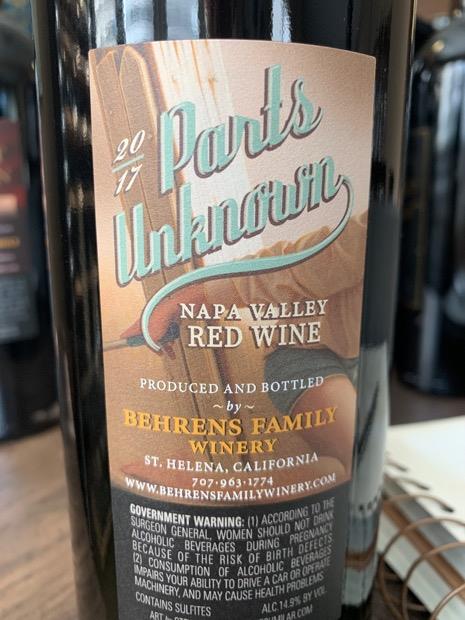 20
17
Parts
Unknown
NAPA VALLEY
RED WINE
PRODUCED AND BOTTLED
~by~
BEHRENS FAMILY
WINERY
ST. HELENA, CALIFORNIA
707·963·1774
WWW.BEHRENSFAMILYWINERY.COM
GOVERNMENT WARNING: (1) ACCORDING TO THE
SURGEON GENERAL, WOMEN SHOULD NOT DRINK
ALCOHOLIC BEVERAGES DURING PREGNANCY
BECAUSE OF THE RISK OF BIRTH DEFECTS
(2) CONSUMPTION OF ALCOHOLIC BEVERAGES
IMPAIRS YOUR ABILITY TO DRIVE A CAR OR OPERATE
MACHINERY, AND MAY CAUSE HEALTH PROBLEMS
CONTAINS SULFITES ALC.14.9% BY VOL.
ART